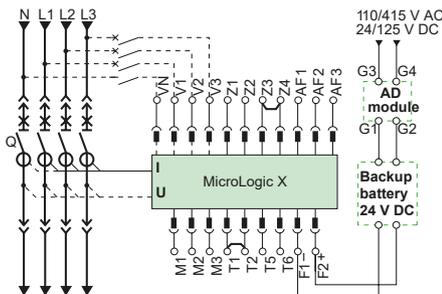 N L1 L2 L3
110/415 V AC
24/125 V DC
VN V1 V2 V3 Z1 Z2 Z3 Z4 AF1 AF2 AF3
G3 G4
AD
module
G1 G2
Q
I
U
MicroLogic X
Backup
battery
24 V DC
M1 M2 M3 T1 T2 T5 T6 F1− F2+